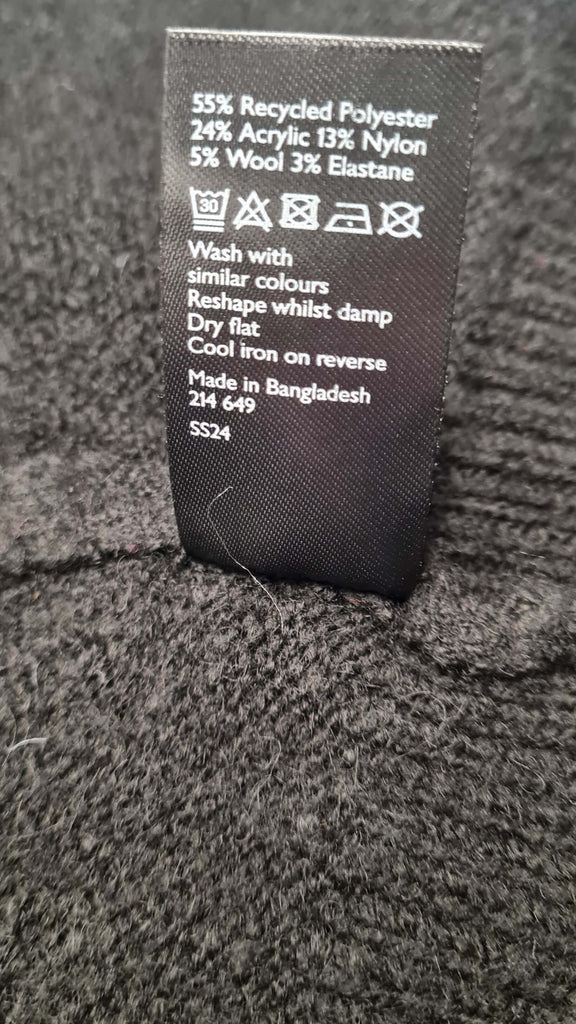 55% Recycled Polyester
24% Acrylic 13% Nylon
5% Wool 3% Elastane
30
Wash with
similar colours
Reshape whilst damp
Dry flat
Cool iron on reverse
Made in Bangladesh
214 649
SS24